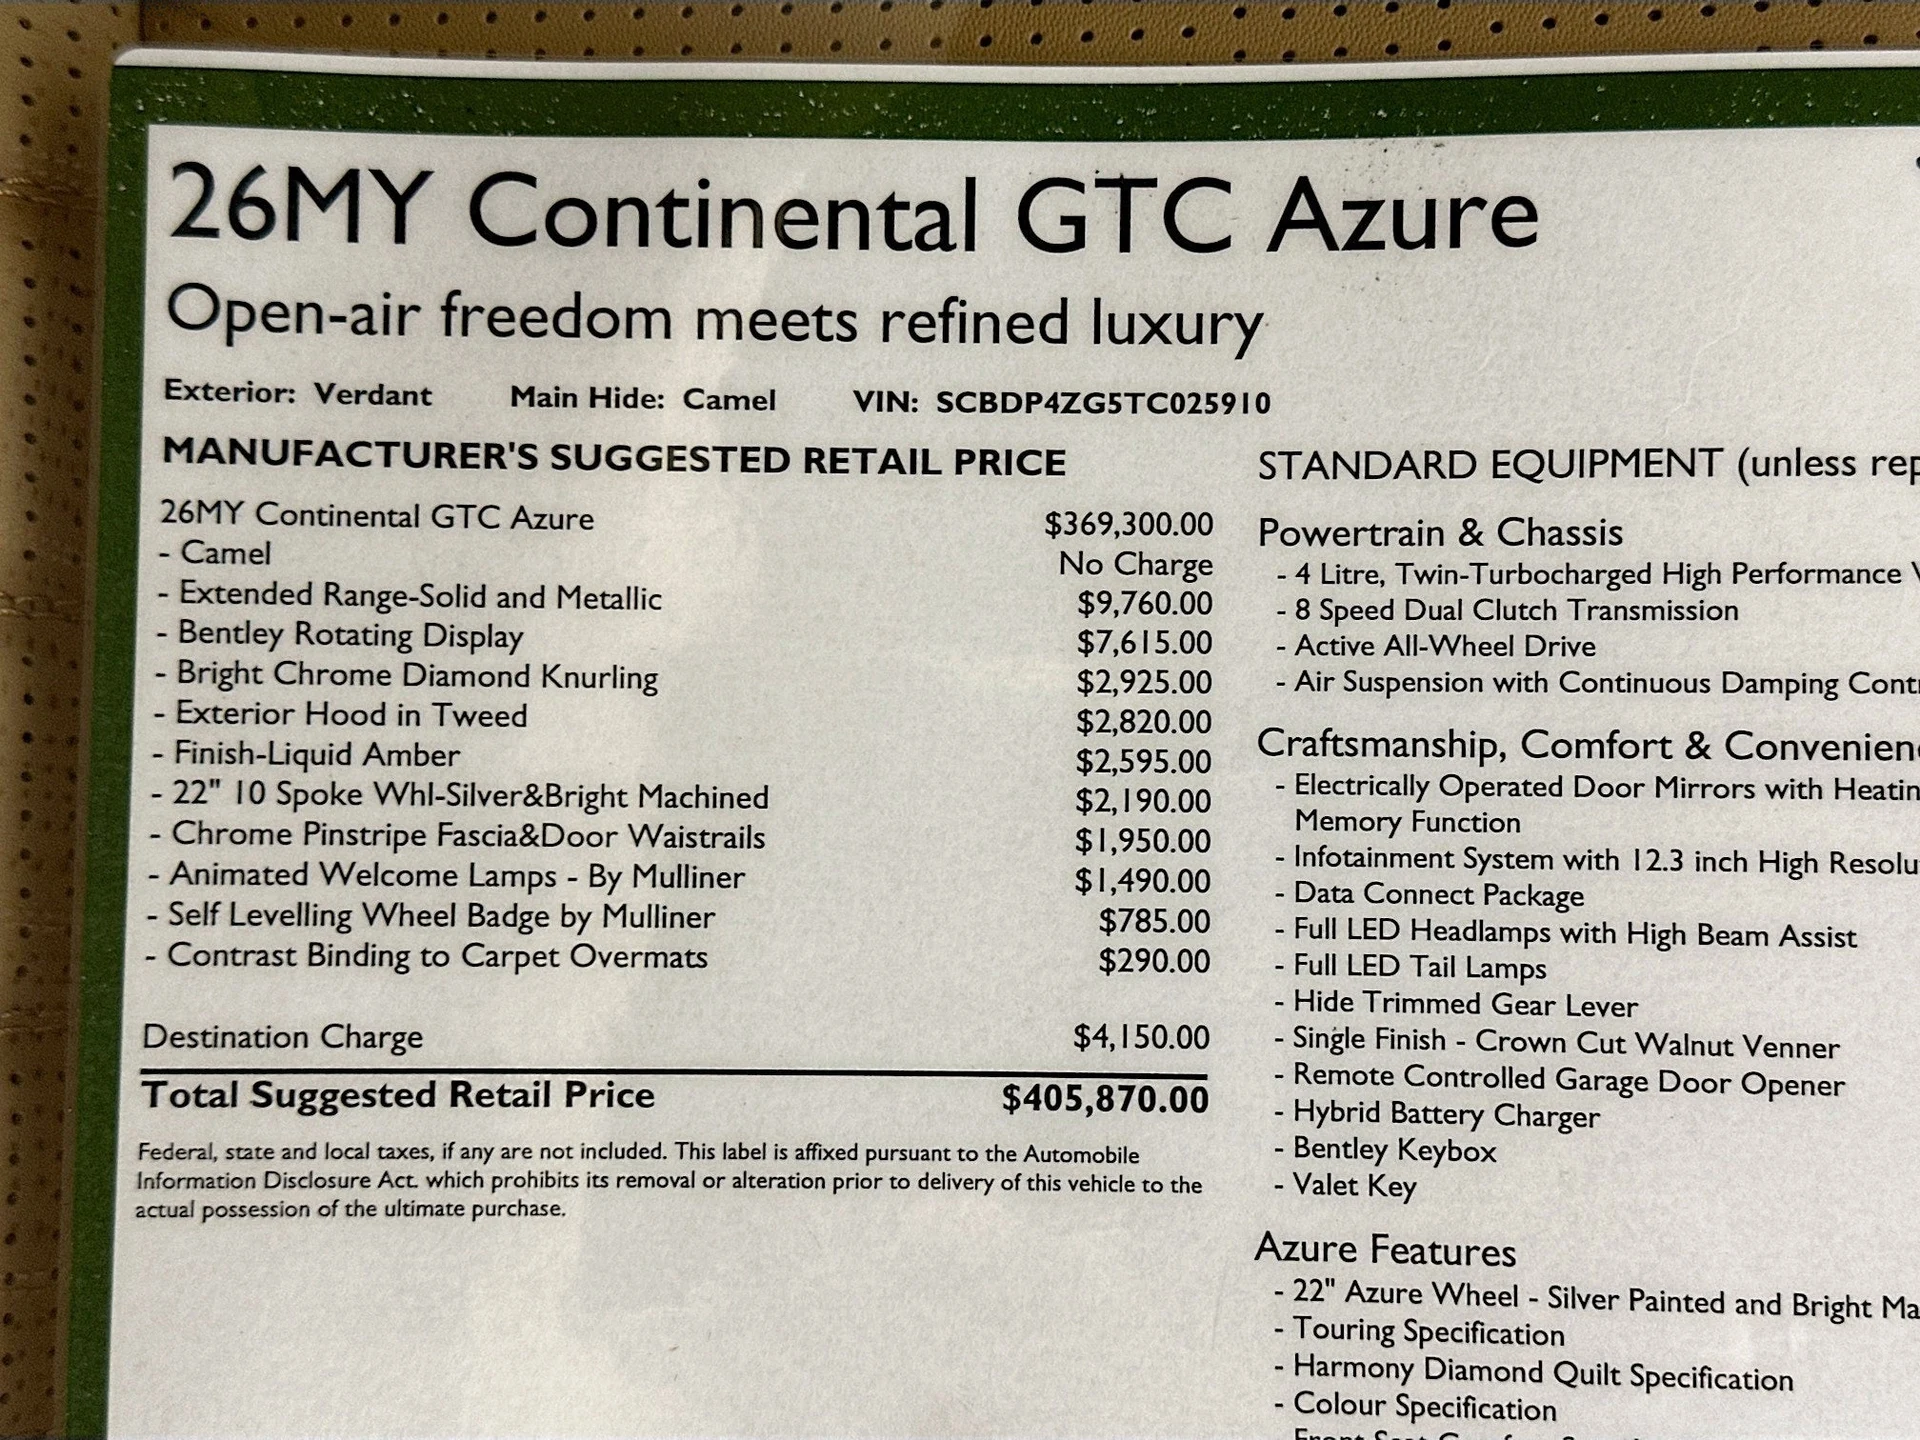 26MY Continental GTC Azure
Open-air freedom meets refined luxury
Exterior: Verdant Main Hide: Camel VIN: SCBDP4ZG5TC025910
MANUFACTURER'S SUGGESTED RETAIL PRICE
26MY Continental GTC Azure $369,300.00
- Camel No Charge
- Extended Range-Solid and Metallic $9,760.00
- Bentley Rotating Display $7,615.00
- Bright Chrome Diamond Knurling $2,925.00
- Exterior Hood in Tweed $2,820.00
- Finish-Liquid Amber $2,595.00
- 22" 10 Spoke Whl-Silver&Bright Machined $2,190.00
- Chrome Pinstripe Fascia&Door Waistrails $1,950.00
- Animated Welcome Lamps - By Mulliner $1,490.00
- Self Levelling Wheel Badge by Mulliner $785.00
- Contrast Binding to Carpet Overmats $290.00
Destination Charge $4,150.00
Total Suggested Retail Price $405,870.00
Federal, state and local taxes, if any are not included. This label is affixed pursuant to the Automobile
Information Disclosure Act. which prohibits its removal or alteration prior to delivery of this vehicle to the
actual possession of the ultimate purchase.
STANDARD EQUIPMENT (unless
Powertrain & Chassis
- 4 Litre, Twin-Turbocharged High Performance
- 8 Speed Dual Clutch Transmission
- Active All-Wheel Drive
- Air Suspension with Continuous Damping
Craftsmanship, Comfort &
- Electrically Operated Door Mirrors with
Memory Function
- Infotainment System with 12.3 inch High
- Data Connect Package
- Full LED Headlamps with High Beam Assist
- Full LED Tail Lamps
- Hide Trimmed Gear Lever
- Single Finish - Crown Cut Walnut Venner
- Remote Controlled Garage Door Opener
- Hybrid Battery Charger
- Bentley Keybox
- Valet Key
Azure Features
- 22" Azure Wheel - Silver Painted and Bright
- Touring Specification
- Harmony Diamond Quilt Specification
- Colour Specification